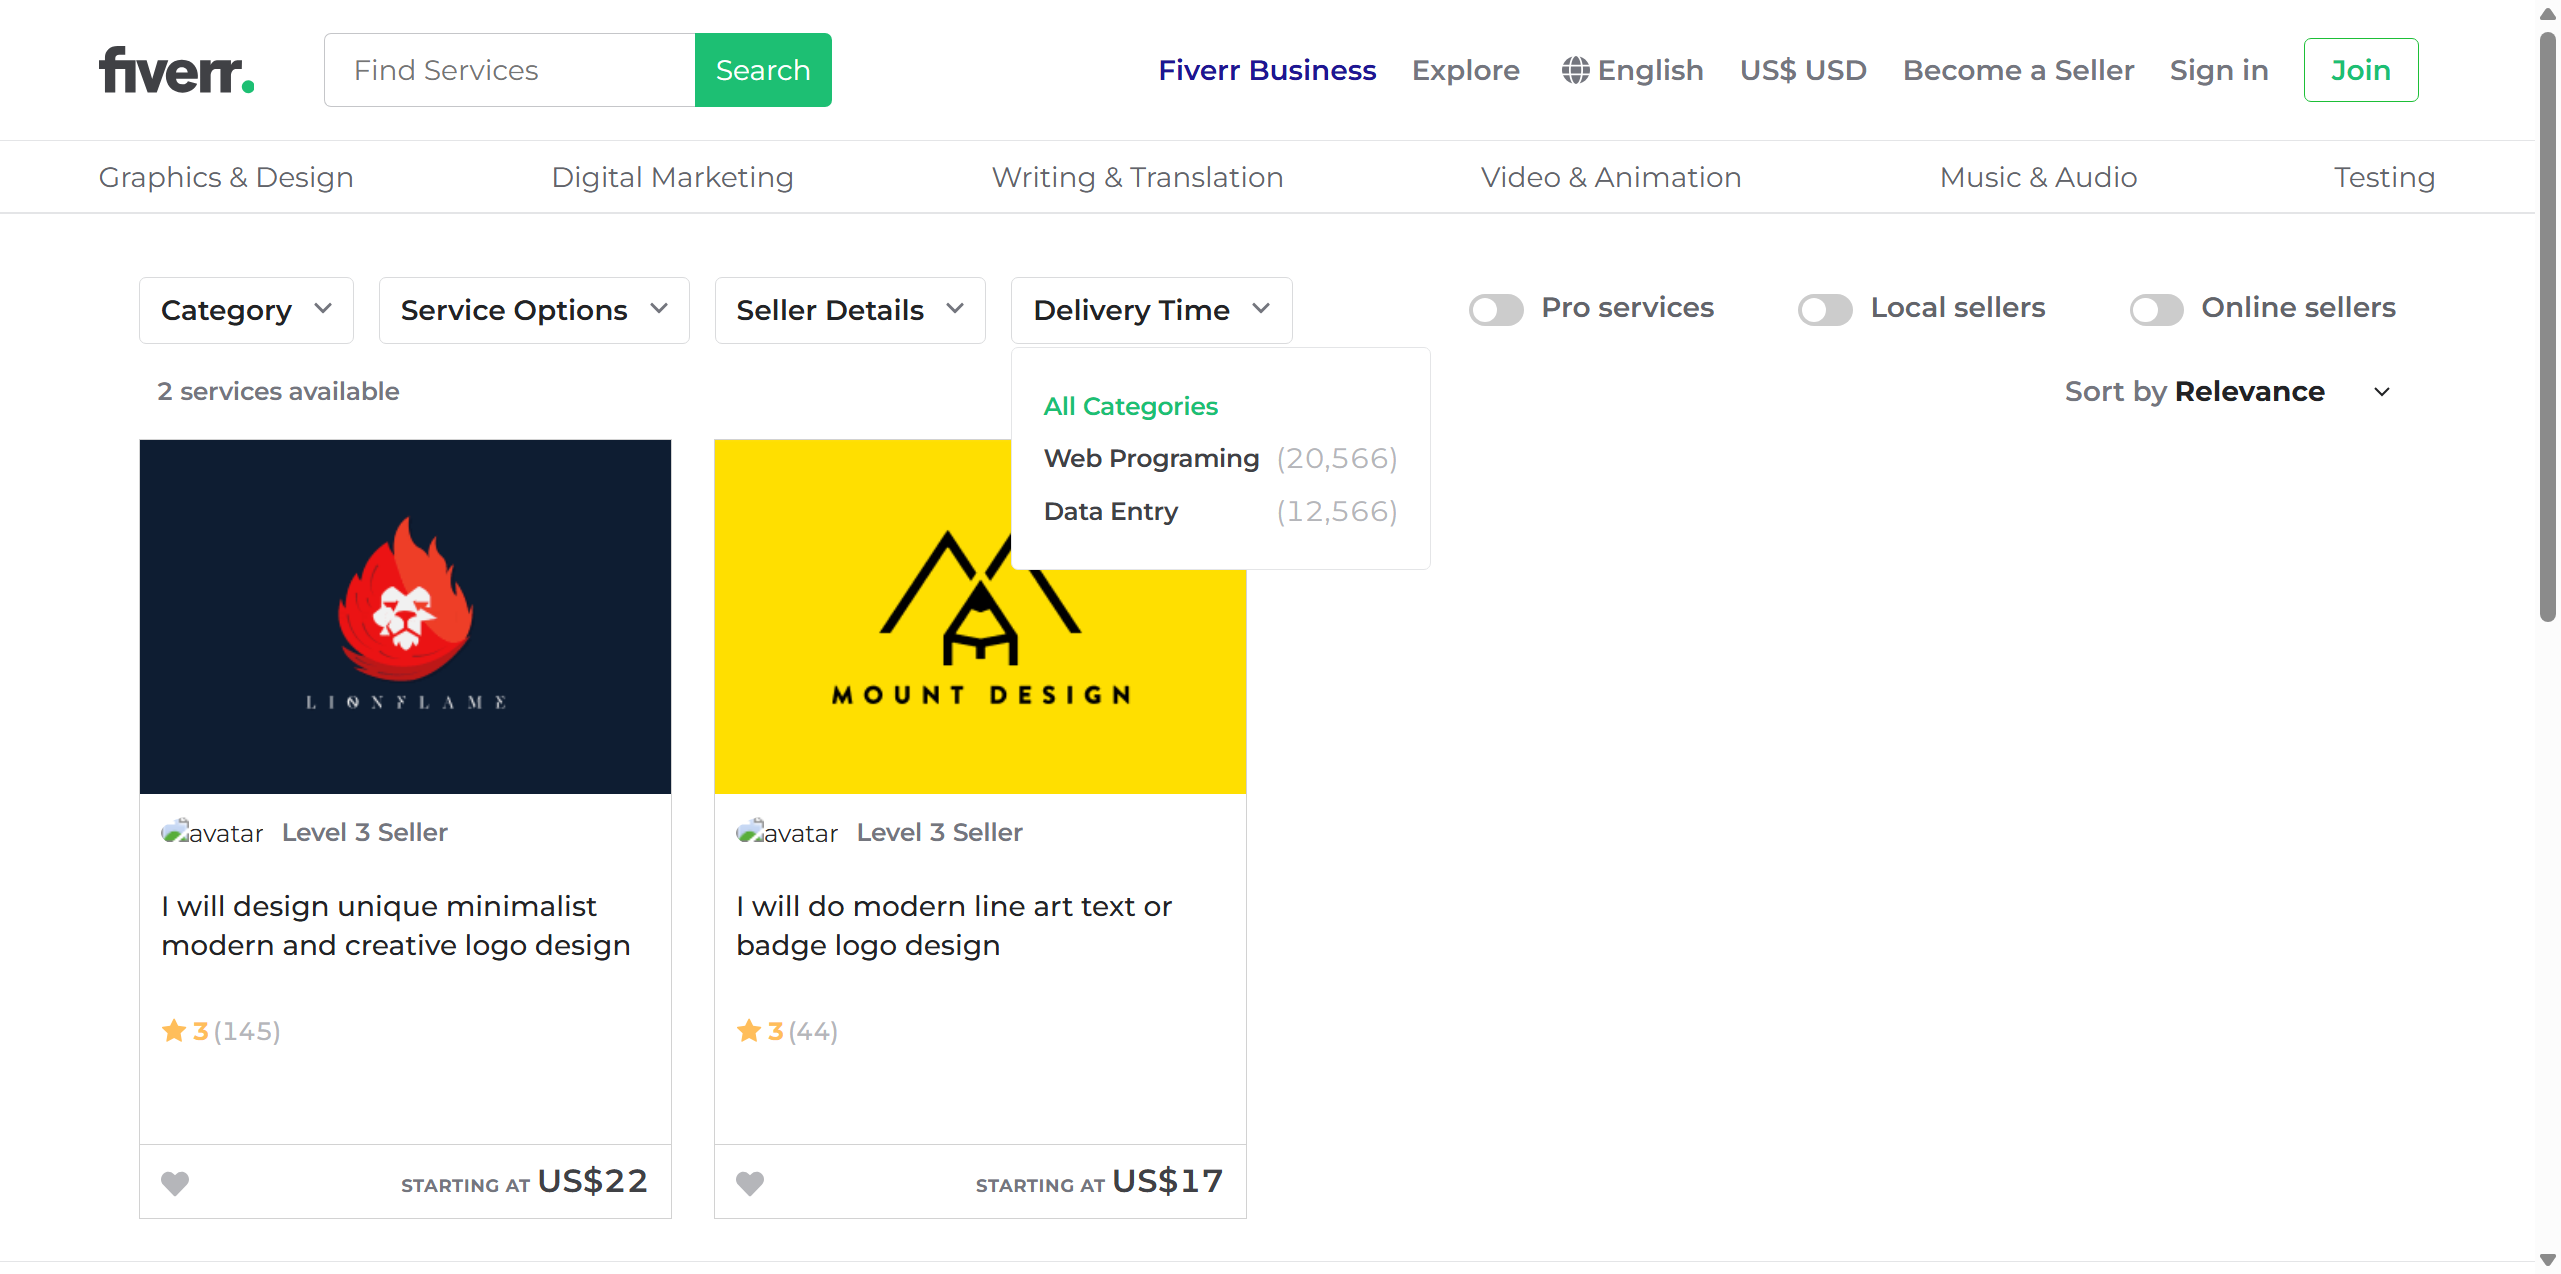 fiverr.
Find Services
Search
Fiverr Business
Explore
English
US$ USD
Become a Seller
Sign in
Join
Graphics & Design
Digital Marketing
Writing & Translation
Video & Animation
Music & Audio
Testing
Category
Service Options
Seller Details
Delivery Time
Pro services
Local sellers
Online sellers
2 services available
Sort by Relevance
All Categories
Web Programing (20,566)
Data Entry (12,566)
LIONFLAME
MOUNT DESIGN
avatar Level 3 Seller
I will design unique minimalist
modern and creative logo design
3 (145)
STARTING AT US$22
avatar Level 3 Seller
I will do modern line art text or
badge logo design
3 (44)
STARTING AT US$17